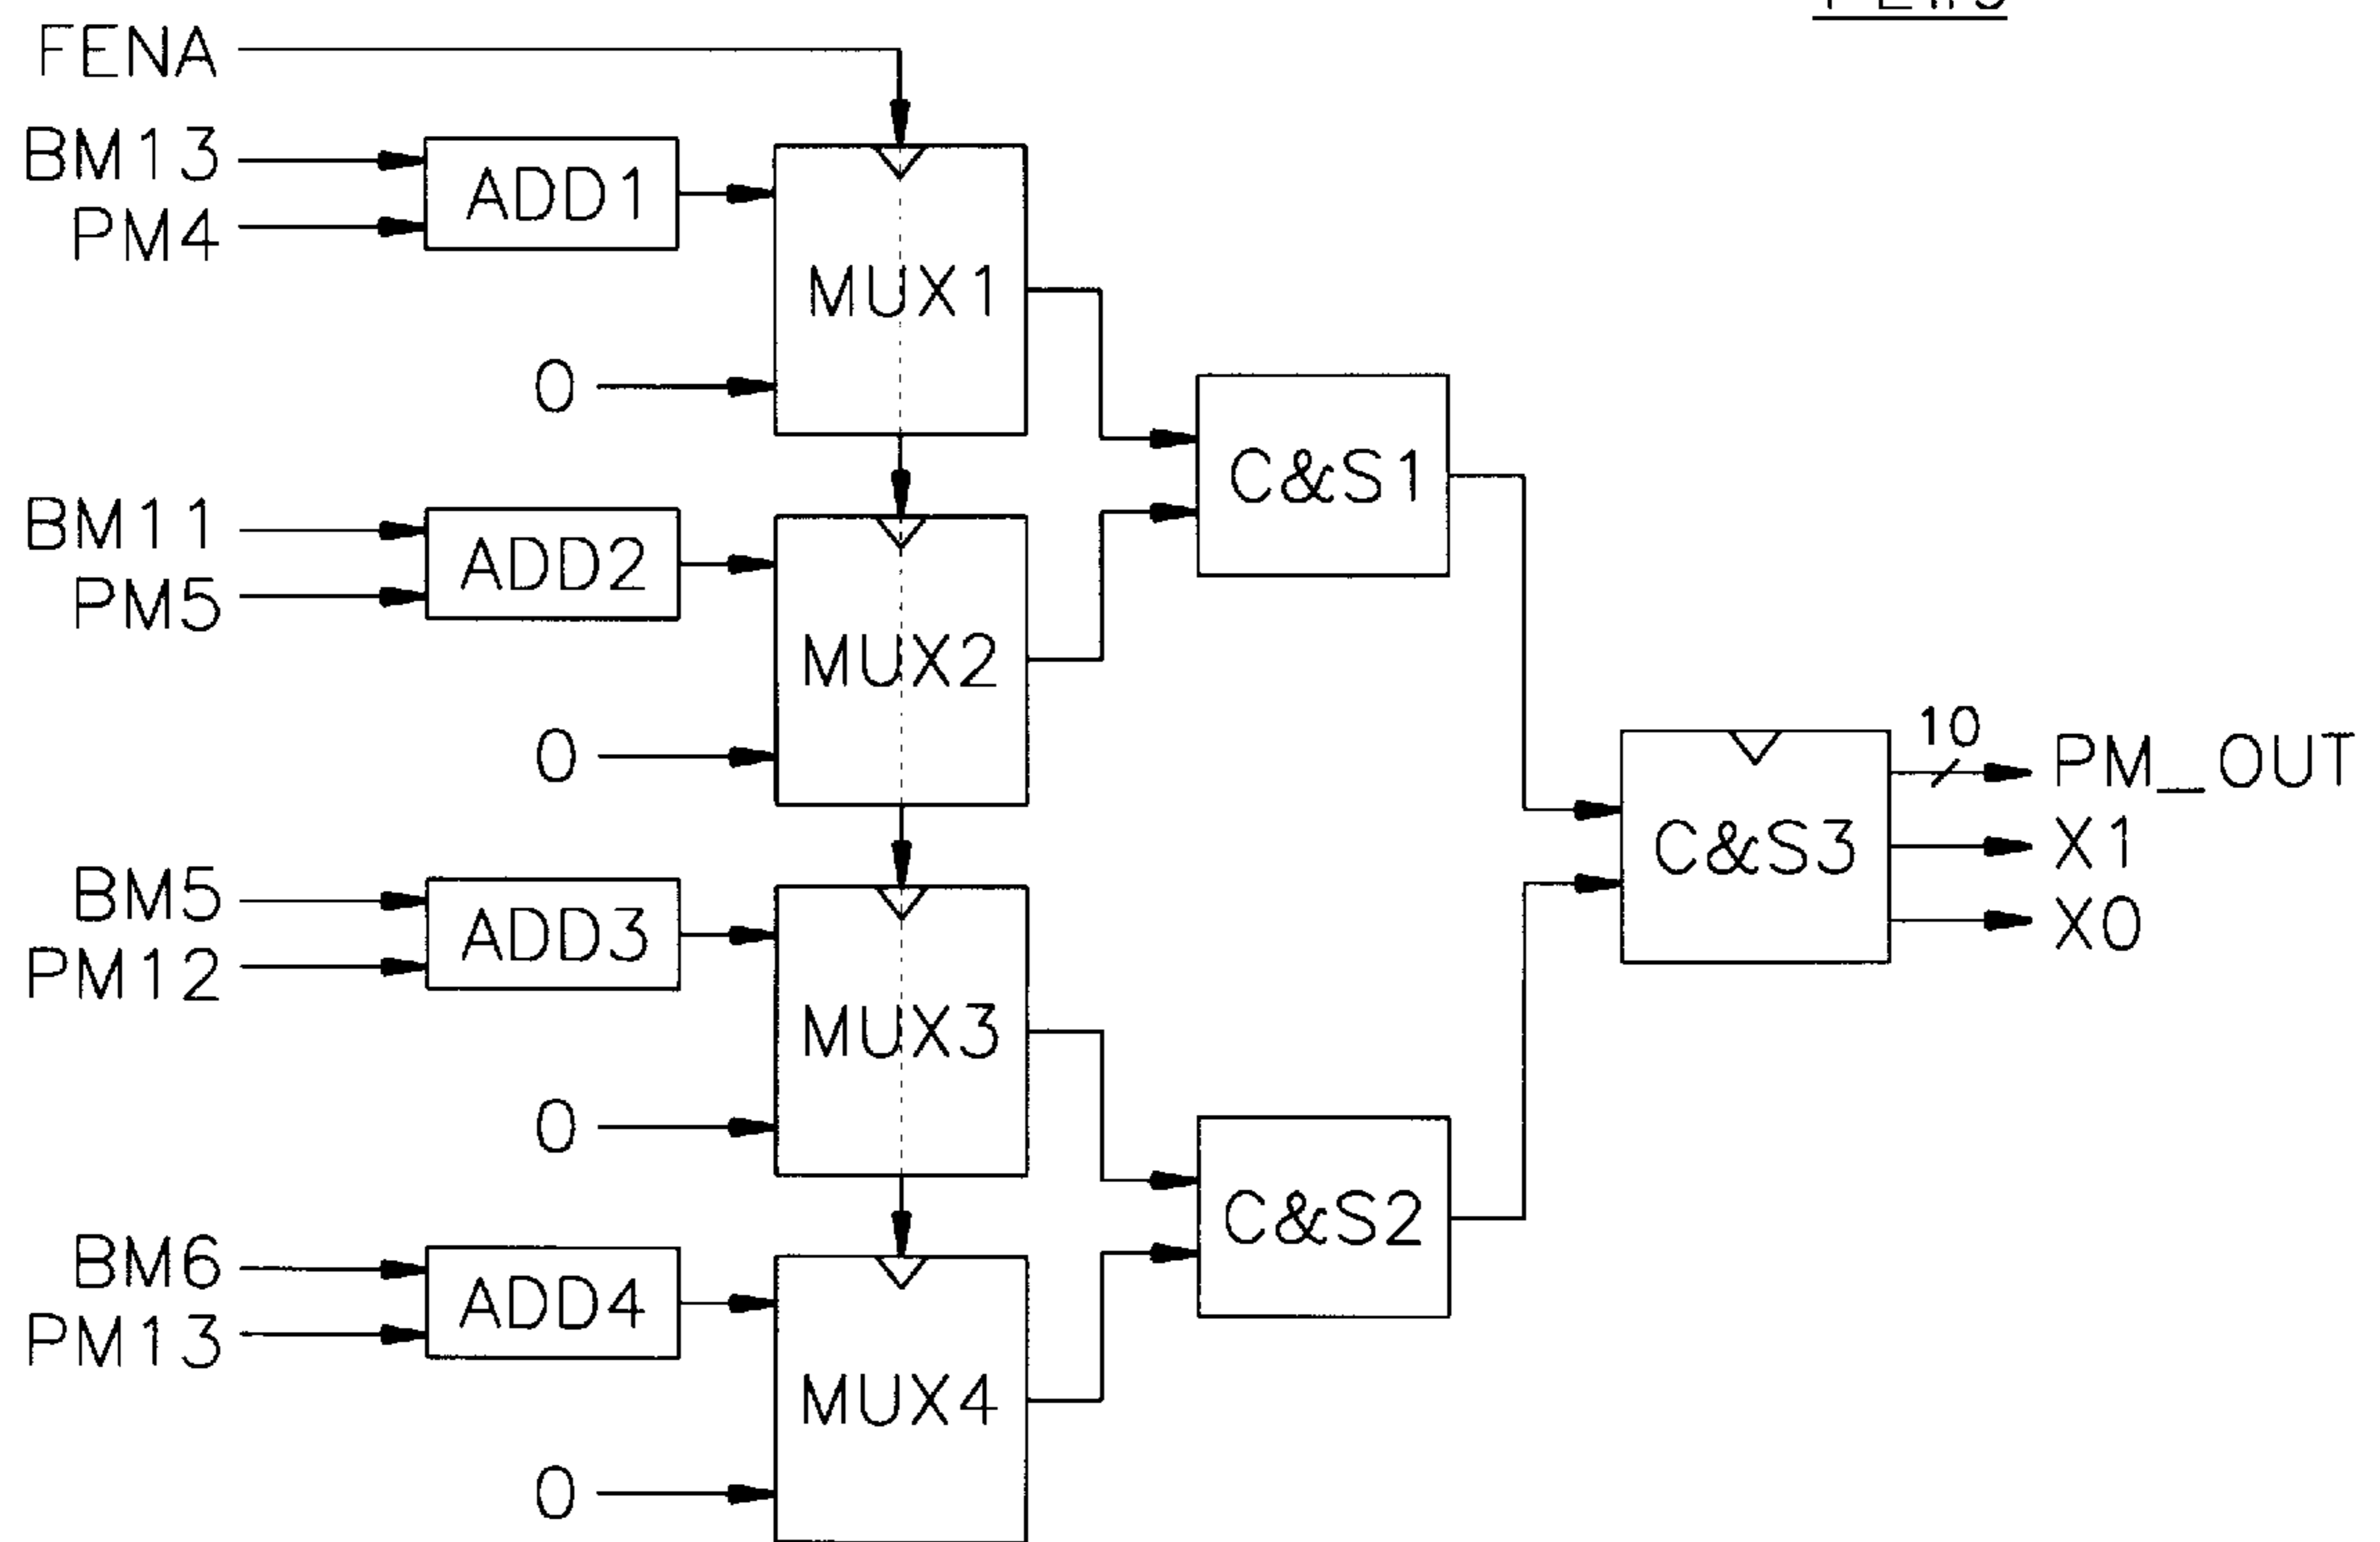 FENA
BM13
PM4
ADD1
MUX1
0
C&S1
BM11
PM5
ADD2
MUX2
0
10
PM_OUT
X1
X0
C&S3
BM5
PM12
ADD3
MUX3
0
C&S2
BM6
PM13
ADD4
MUX4
0